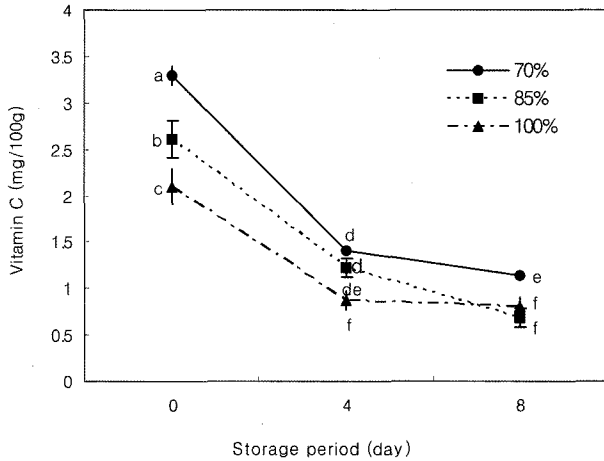 4
3.5
3
2.5
2
1.5
1
0.5
0
Vitamin C (mg/100g)
70%
85%
100%
a
b
c
d
d
de
f
e
f
f
0 4 8
Storage period (day)